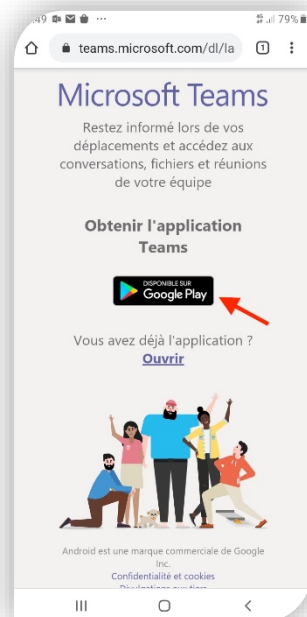 :49 79%
teams.microsoft.com/dl/la 1
Microsoft Teams
Restez informé lors de vos
déplacements et accédez aux
conversations, fichiers et réunions
de votre équipe
Obtenir l'application
Teams
DISPONIBLE SUR
Google Play
Vous avez déjà l'application ?
Ouvrir
Android est une marque commerciale de Google
Inc.
Confidentialité et cookies